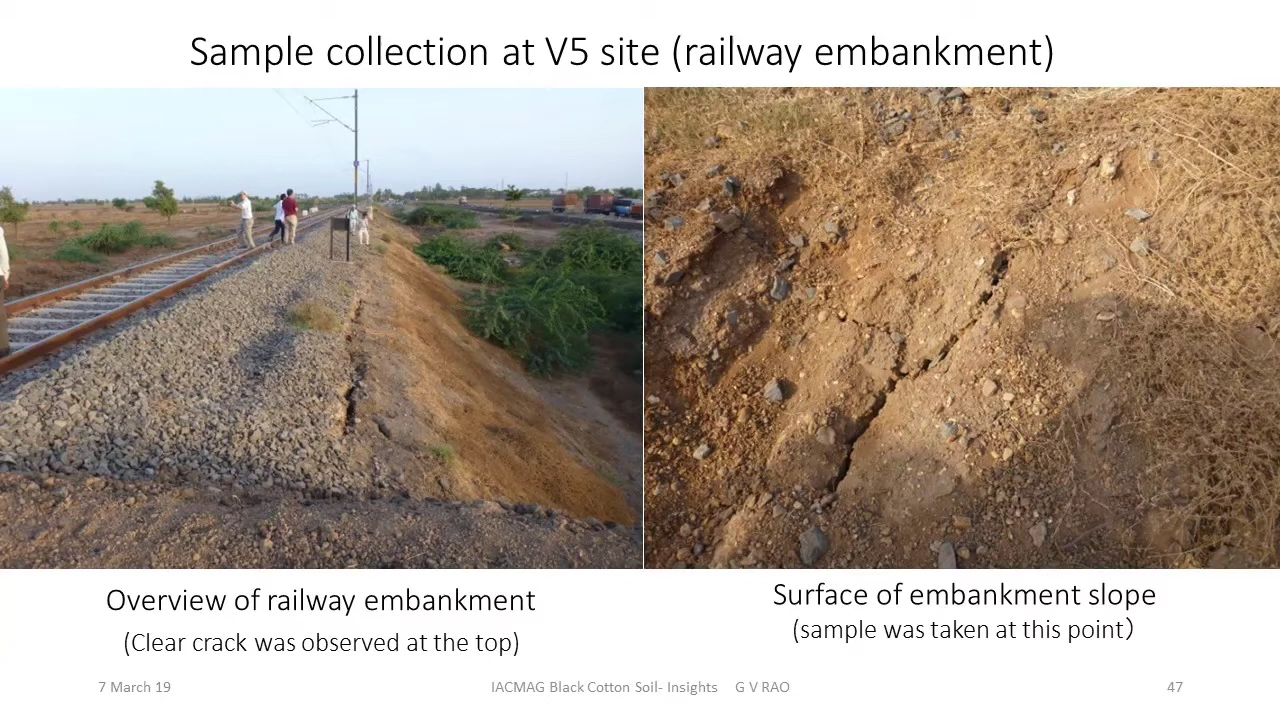 Sample collection at V5 site (railway embankment)
Overview of railway embankment
(Clear crack was observed at the top)
Surface of embankment slope
(sample was taken at this point）
7 March 19
IACMAG Black Cotton Soil- Insights G V RAO
47